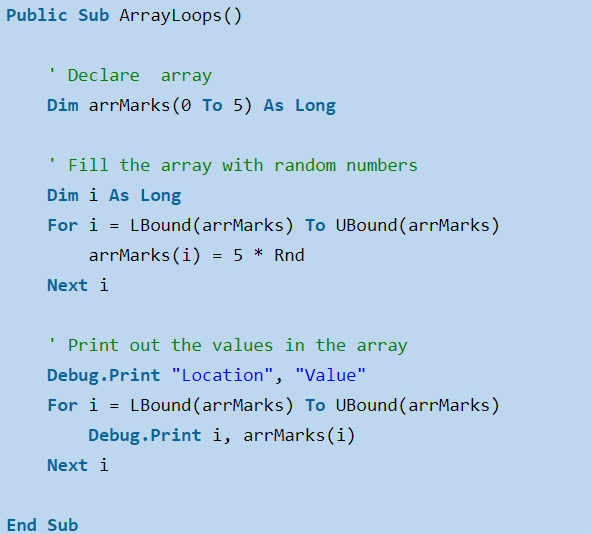 Public Sub ArrayLoops()
' Declare  array
Dim arrMarks(0 To 5) As Long
' Fill the array with random numbers
Dim i As Long
For i = LBound(arrMarks) To UBound(arrMarks)
arrMarks(i) = 5 * Rnd
Next i
' Print out the values in the array
Debug.Print "Location", "Value"
For i = LBound(arrMarks) To UBound(arrMarks)
Debug.Print i, arrMarks(i)
Next i
End Sub